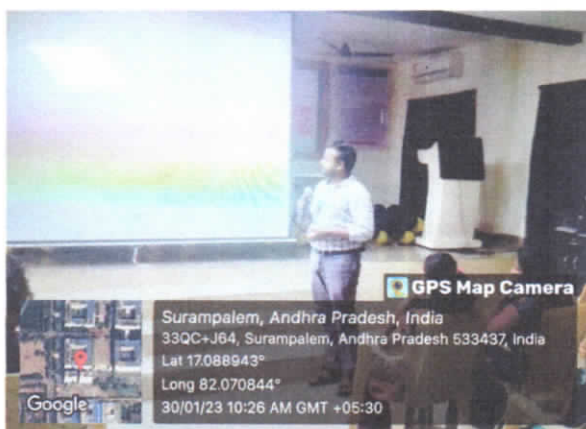 GPS Map Camera
Surampalem, Andhra Pradesh, India
33QC+J64, Surampalem, Andhra Pradesh 533437, India
Lat 17.088943°
Long 82.070844°
30/01/23 10:26 AM GMT +05:30
Google